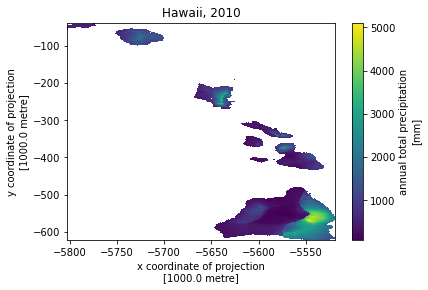 Hawaii, 2010
−100
−200
−300
−400
−500
−600
y coordinate of projection
[1000.0 metre]
−5800
−5750
−5700
−5650
−5600
−5550
x coordinate of projection
[1000.0 metre]
5000
4000
3000
2000
1000
annual total precipitation
[mm]